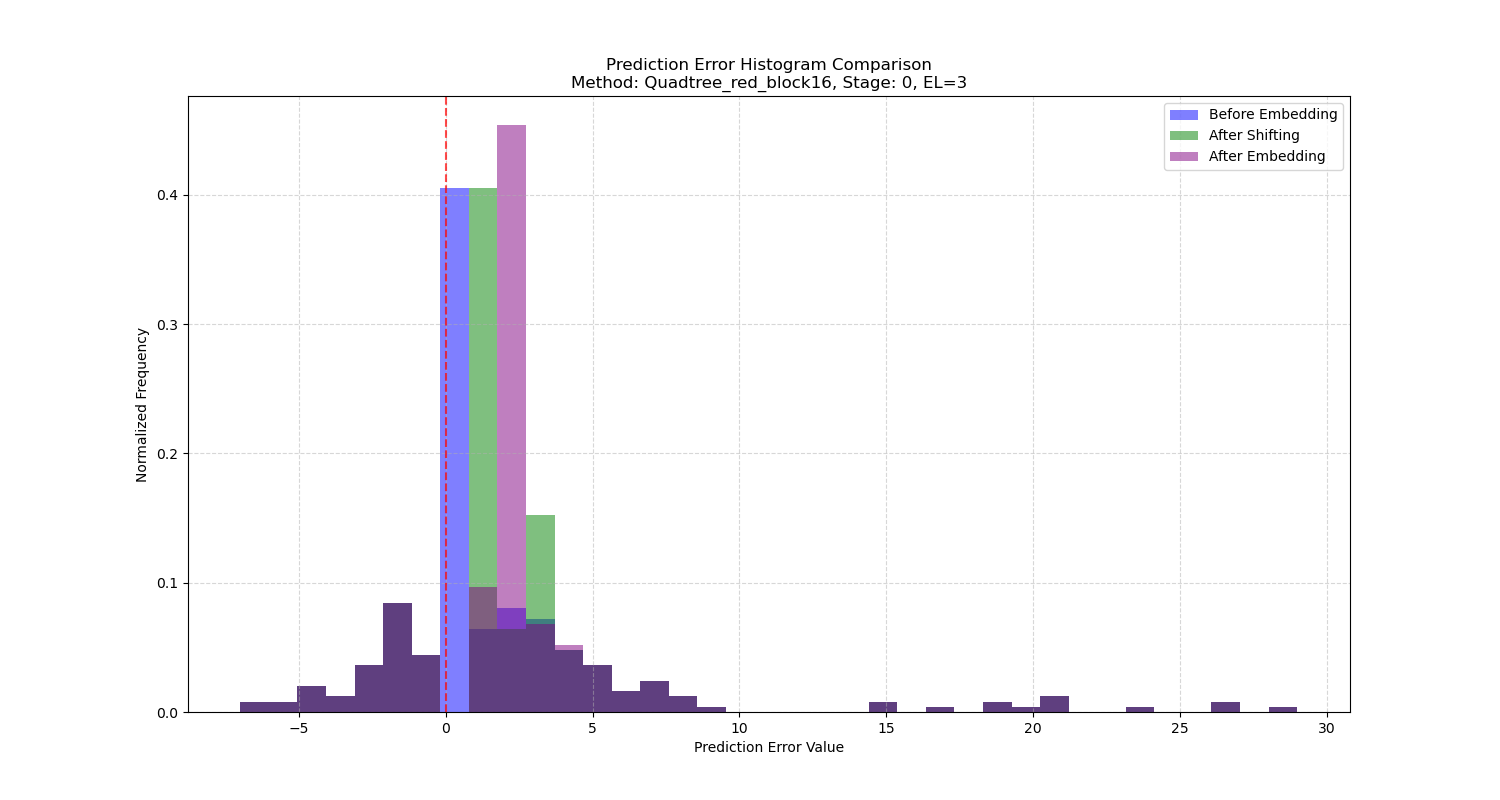 Prediction Error Histogram Comparison
Method: Quadtree_red_block16, Stage: 0, EL=3
Before Embedding
After Shifting
After Embedding
Normalized Frequency
0.4
0.3
0.2
0.1
0.0
−5
0
5
10
15
20
25
30
Prediction Error Value